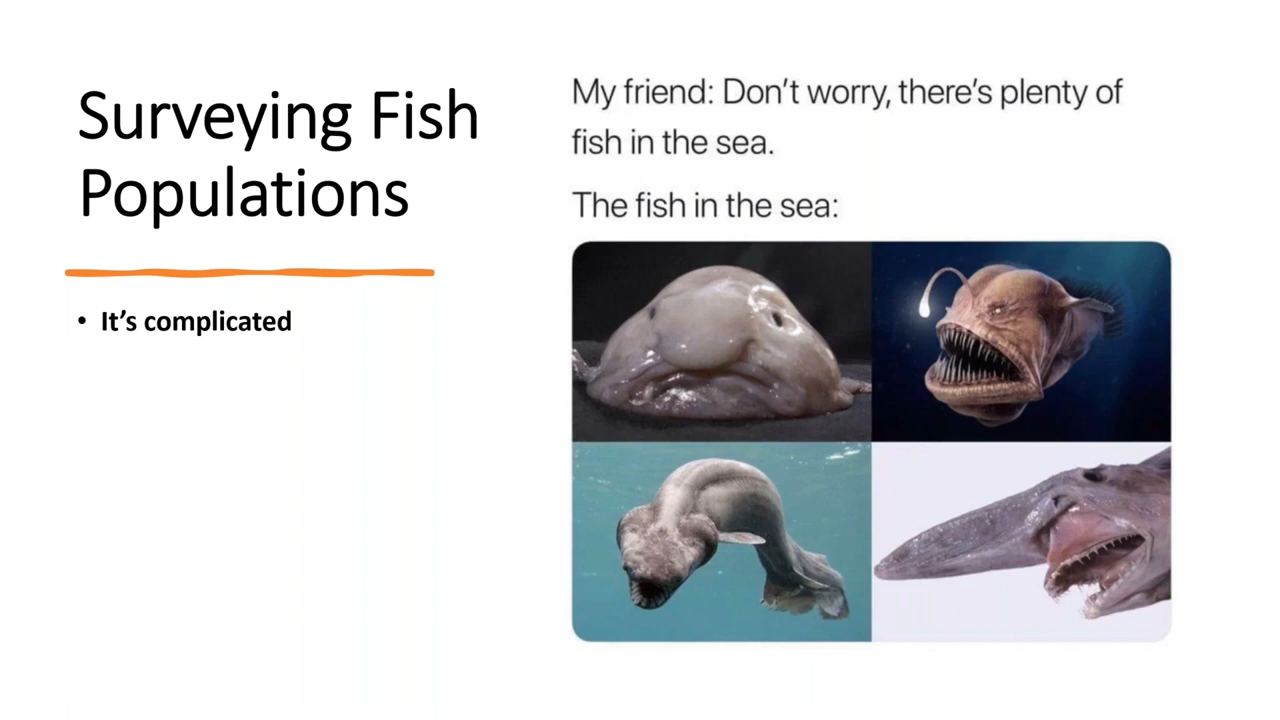 Surveying Fish
Populations
• It’s complicated
My friend: Don’t worry, there’s plenty of
fish in the sea.
The fish in the sea: